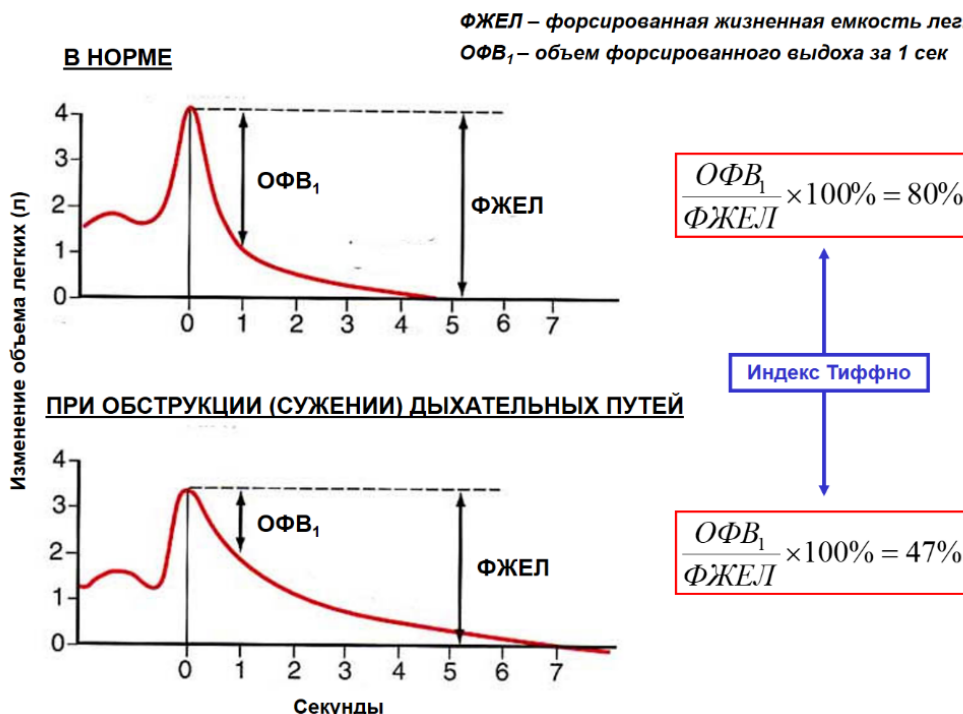 ФЖЕЛ – форсированная жизненная емкость лег
ОФВ₁ – объем форсированного выдоха за 1 сек
В НОРМЕ
Изменение объема легких (л)
4
3
2
1
0
ОФВ₁
ФЖЕЛ
0 1 2 3 4 5 6 7
ОФВ₁/ФЖЕЛ ×100% = 80%
Индекс Тиффно
ПРИ ОБСТРУКЦИИ (СУЖЕНИИ) ДЫХАТЕЛЬНЫХ ПУТЕЙ
4
3
2
1
0
ОФВ₁
ФЖЕЛ
0 1 2 3 4 5 6 7
Секунды
ОФВ₁/ФЖЕЛ ×100% = 47%